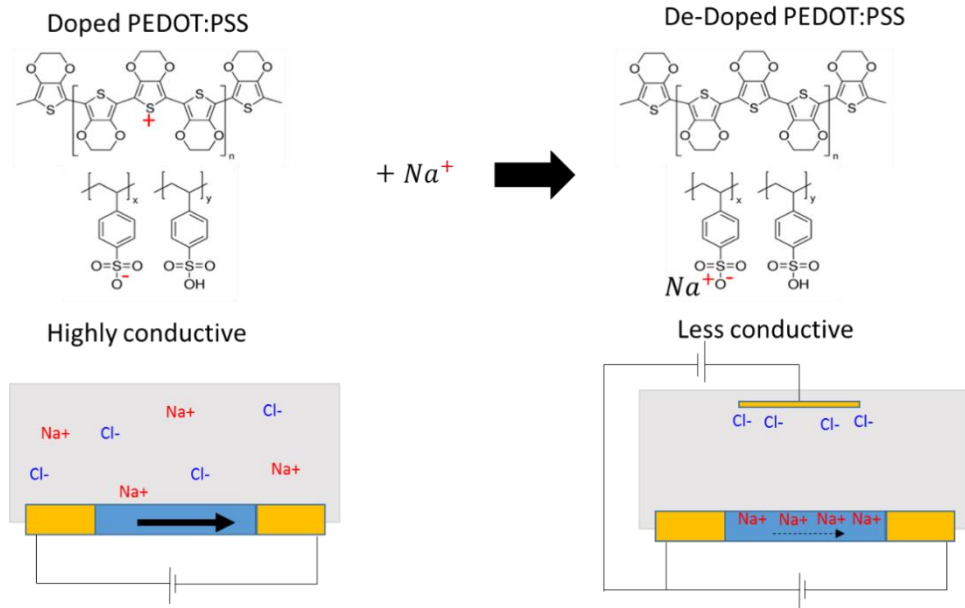 Doped PEDOT:PSS
De-Doped PEDOT:PSS
O O O O O O
S S S S S
+
O O O O
n
+ Na+
O O O O O O
S S S S S
O O O O
n
x y
O=S=O O=S=O
O- OH
x y
O=S=O O=S=O
Na+ O- OH
Highly conductive
Less conductive
Na+ Cl-
Na+ Cl-
Cl- Cl- Na+
Na+
Cl- Cl- Cl- Cl-
Na+ Na+ Na+ Na+